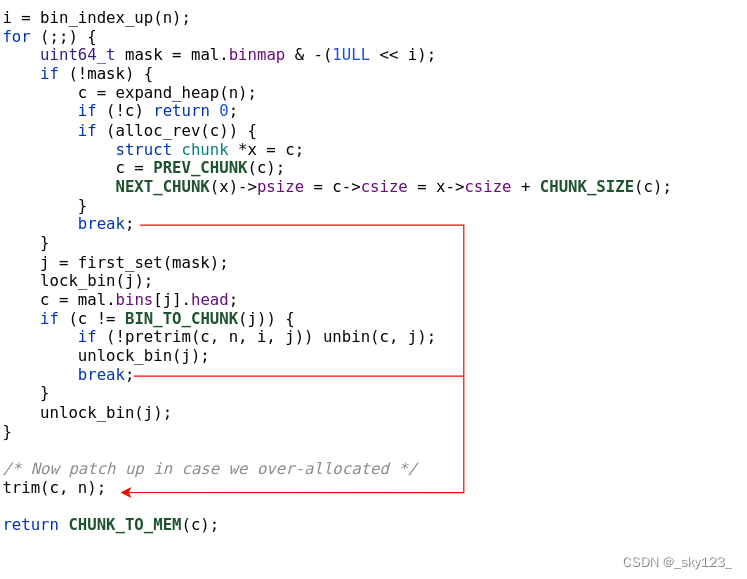 i = bin_index_up(n);
for (;;) {
    uint64_t mask = mal.binmap & -(1ULL << i);
    if (!mask) {
        c = expand_heap(n);
        if (!c) return 0;
        if (alloc_rev(c)) {
            struct chunk *x = c;
            c = PREV_CHUNK(c);
            NEXT_CHUNK(x)->psize = c->csize = x->csize + CHUNK_SIZE(c);
        }
        break;
    }
    j = first_set(mask);
    lock_bin(j);
    c = mal.bins[j].head;
    if (c != BIN_TO_CHUNK(j)) {
        if (!pretrim(c, n, i, j)) unbin(c, j);
        unlock_bin(j);
        break;
    }
    unlock_bin(j);
}
/* Now patch up in case we over-allocated */
trim(c, n);
return CHUNK_TO_MEM(c);
CSDN @_sky123_